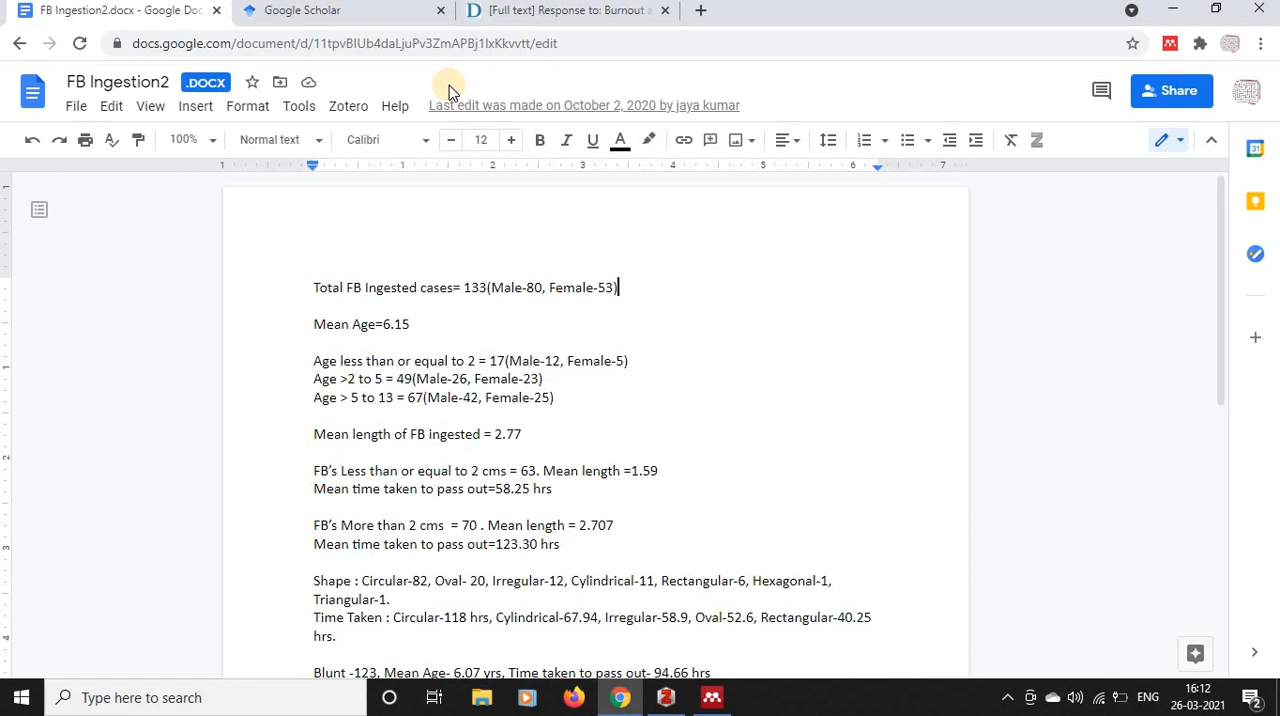 FB Ingestion2.docx - Google Doc
Google Scholar
[Full text] Response to: Burnout a
docs.google.com/document/d/11tpvBIUb4daLjuPv3ZmAPBj1IxKkvvtt/edit
FB Ingestion2 .DOCX
Share
File Edit View Insert Format Tools Zotero Help Last edit was made on October 2, 2020 by jaya kumar
100% Normal text Calibri 12
1 1 2 3 4 5 6 7
Total FB Ingested cases= 133(Male-80, Female-53)
Mean Age=6.15
Age less than or equal to 2 = 17(Male-12, Female-5)
Age >2 to 5 = 49(Male-26, Female-23)
Age > 5 to 13 = 67(Male-42, Female-25)
Mean length of FB ingested = 2.77
FB's Less than or equal to 2 cms = 63. Mean length =1.59
Mean time taken to pass out=58.25 hrs
FB's More than 2 cms = 70 . Mean length = 2.707
Mean time taken to pass out=123.30 hrs
Shape : Circular-82, Oval- 20, Irregular-12, Cylindrical-11, Rectangular-6, Hexagonal-1,
Triangular-1.
Time Taken : Circular-118 hrs, Cylindrical-67.94, Irregular-58.9, Oval-52.6, Rectangular-40.25
hrs.
Blunt -123, Mean Age- 6.07 yrs, Time taken to pass out- 94.66 hrs
Type here to search
ENG
16:12
26-03-2021
2